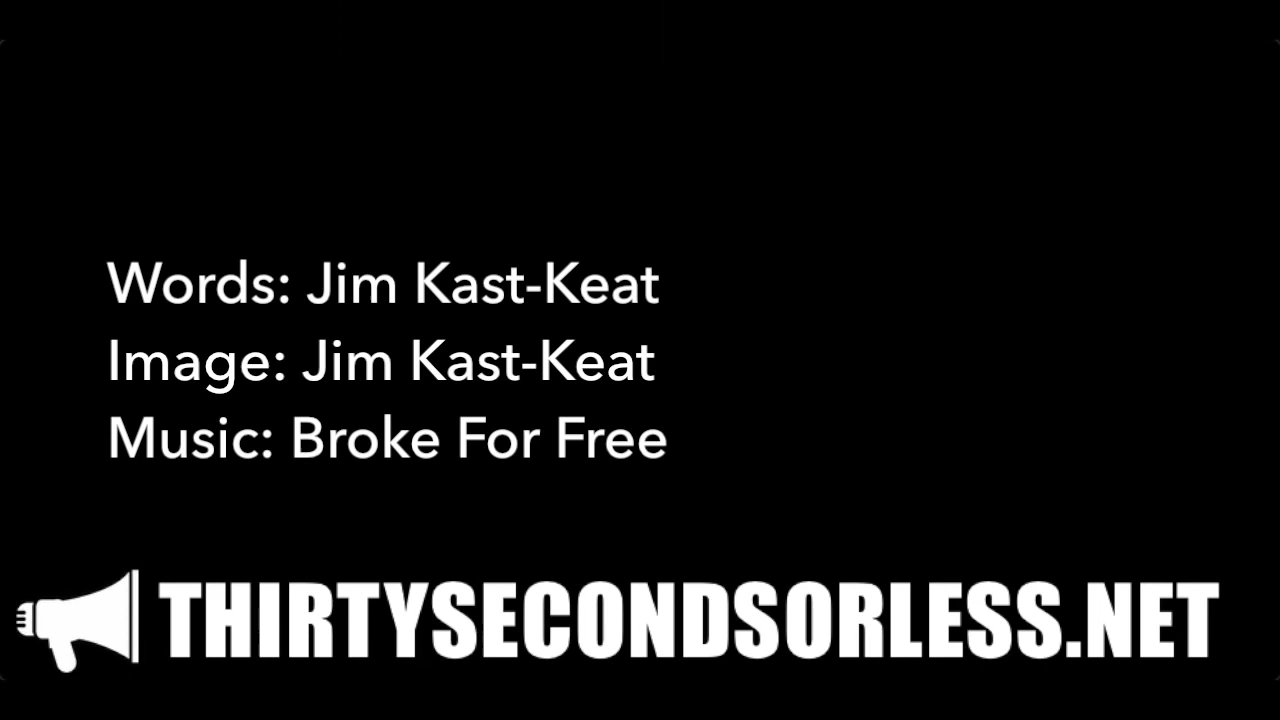 Words: Jim Kast-Keat
Image: Jim Kast-Keat
Music: Broke For Free
THIRTYSECONDSORLESS.NET